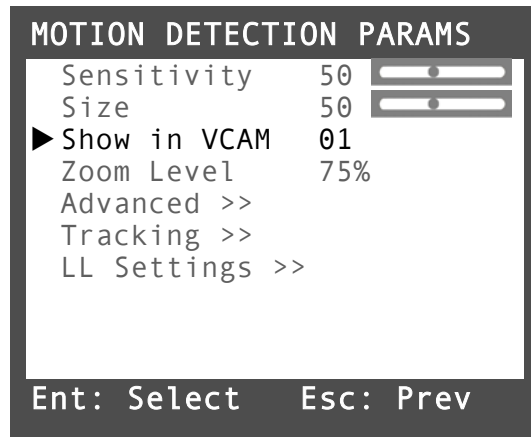 MOTION DETECTION PARAMS
Sensitivity 50
Size 50
Show in VCAM 01
Zoom Level 75%
Advanced >>
Tracking >>
LL Settings >>
Ent: Select Esc: Prev